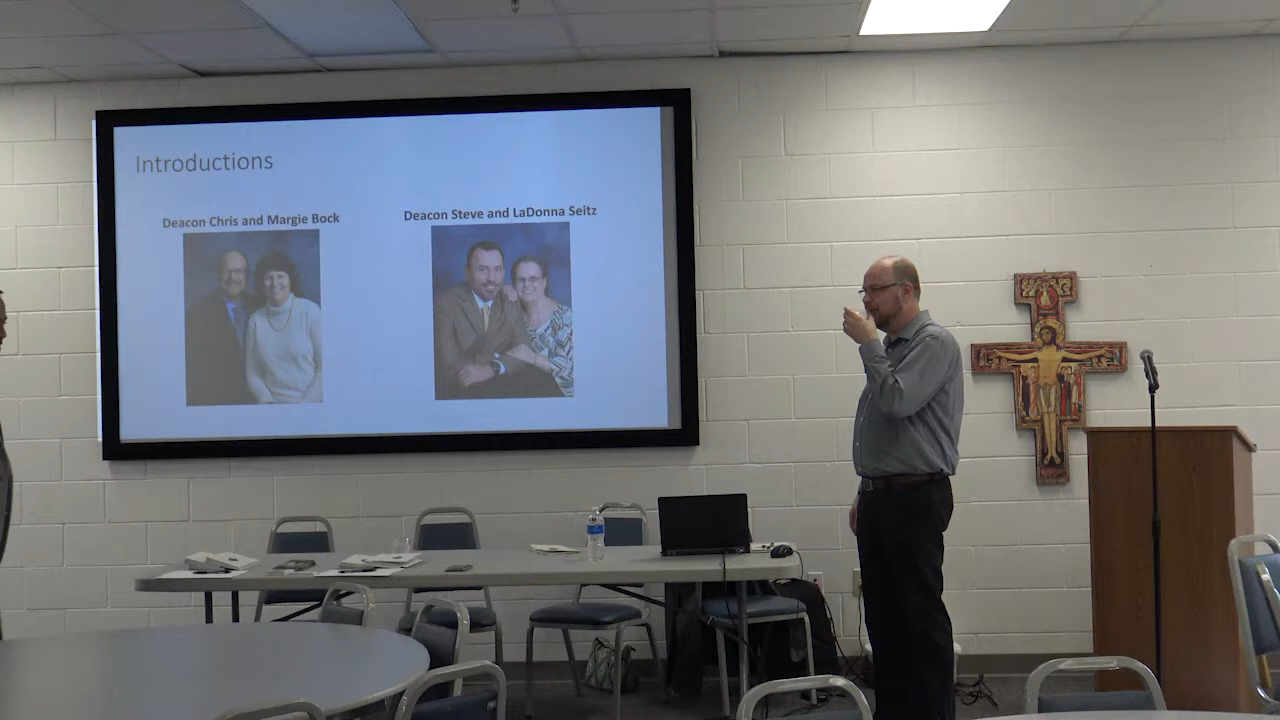 Introductions
Deacon Chris and Margie Bock
Deacon Steve and LaDonna Seitz